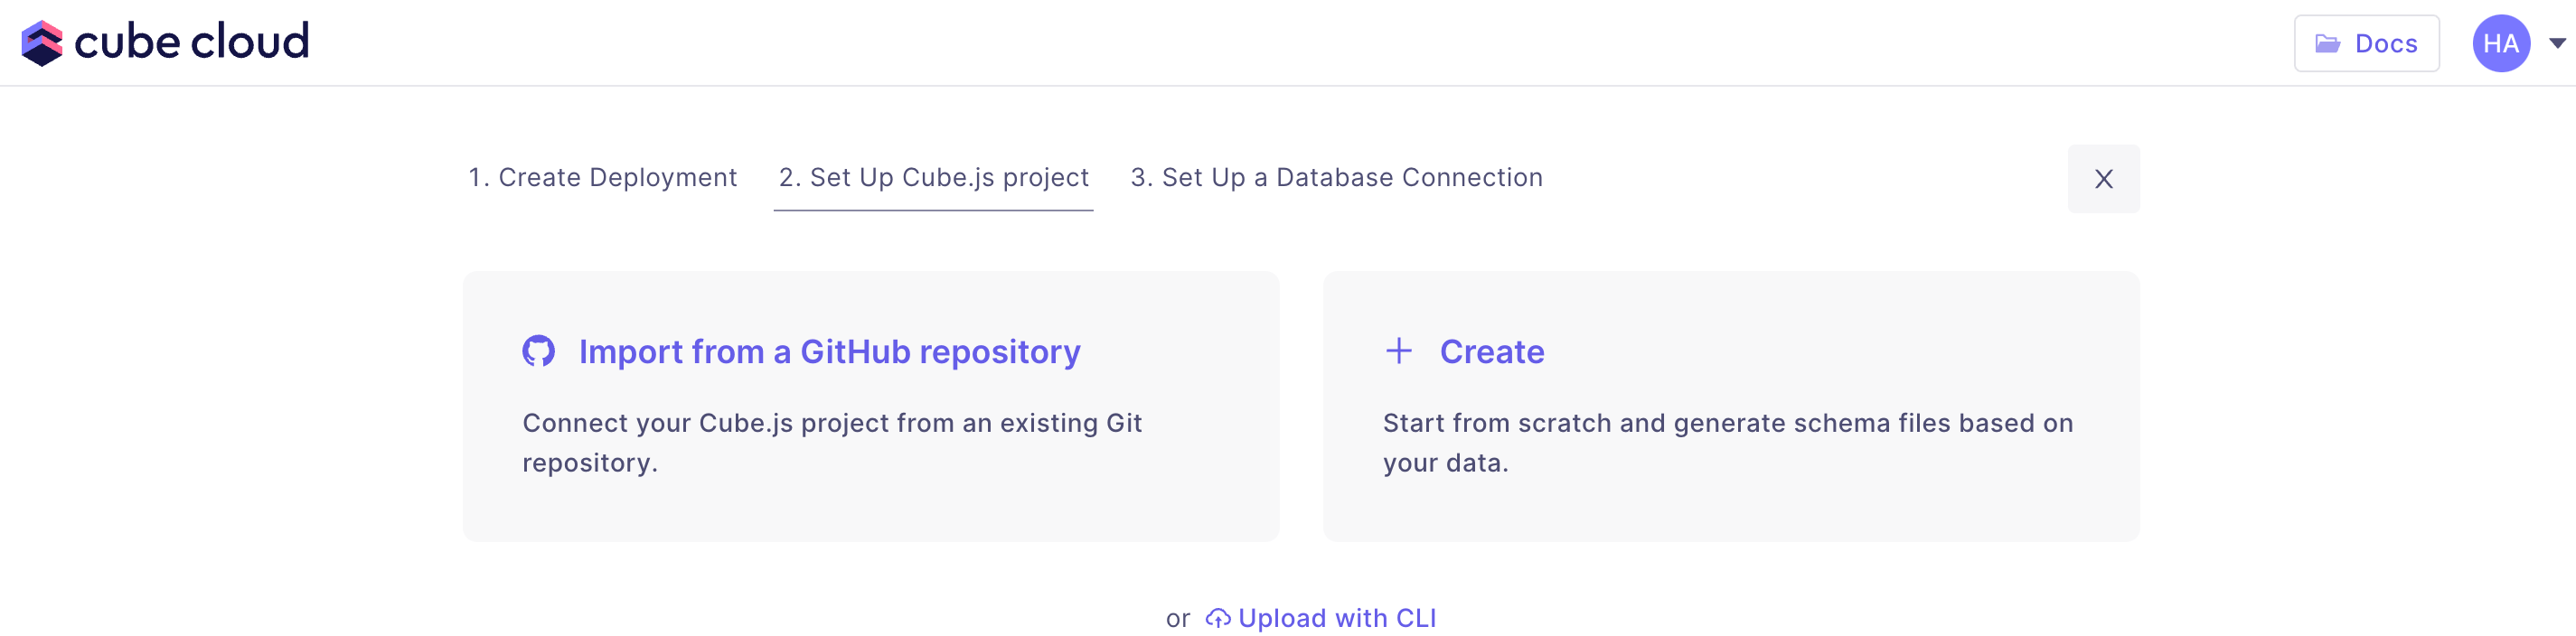 cube cloud
Docs
HA
1. Create Deployment
2. Set Up Cube.js project
3. Set Up a Database Connection
X
Import from a GitHub repository
Connect your Cube.js project from an existing Git
repository.
Create
Start from scratch and generate schema files based on
your data.
or Upload with CLI